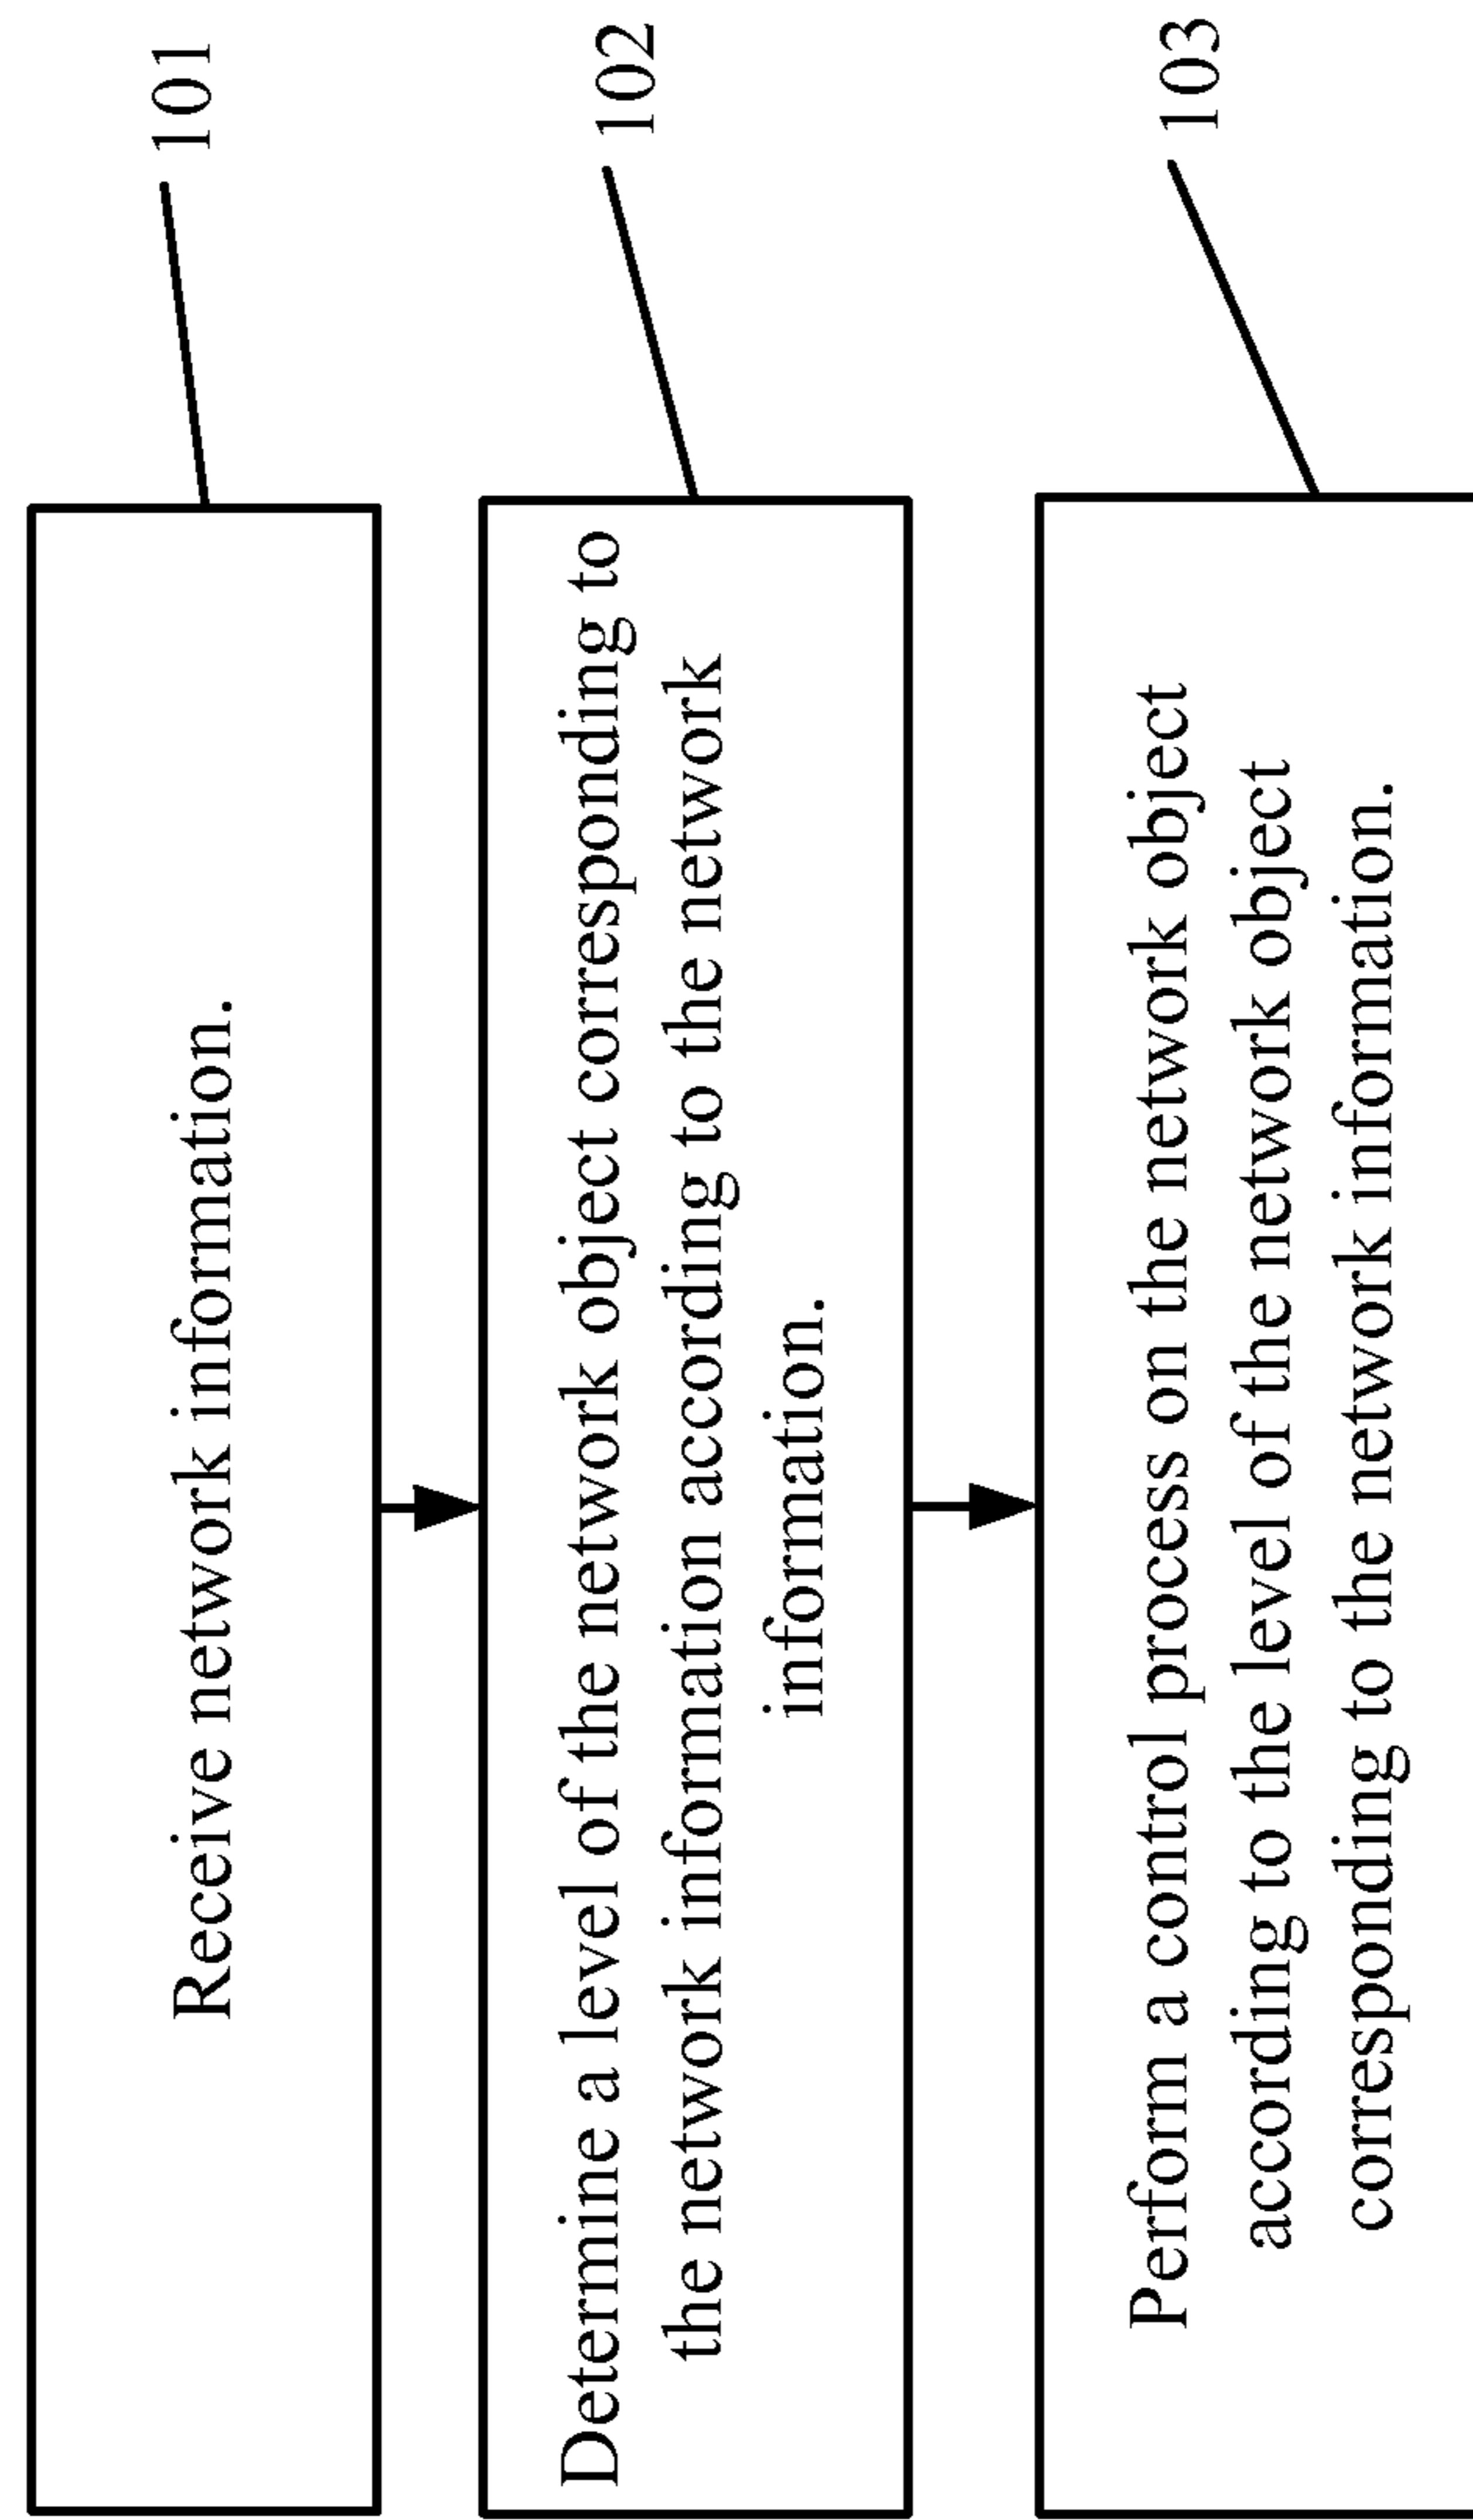 Receive network information.
101
Determine a level of the network object corresponding to
the network information according to the network
information.
102
Perform a control process on the network object
according to the level of the network object
corresponding to the network information.
103